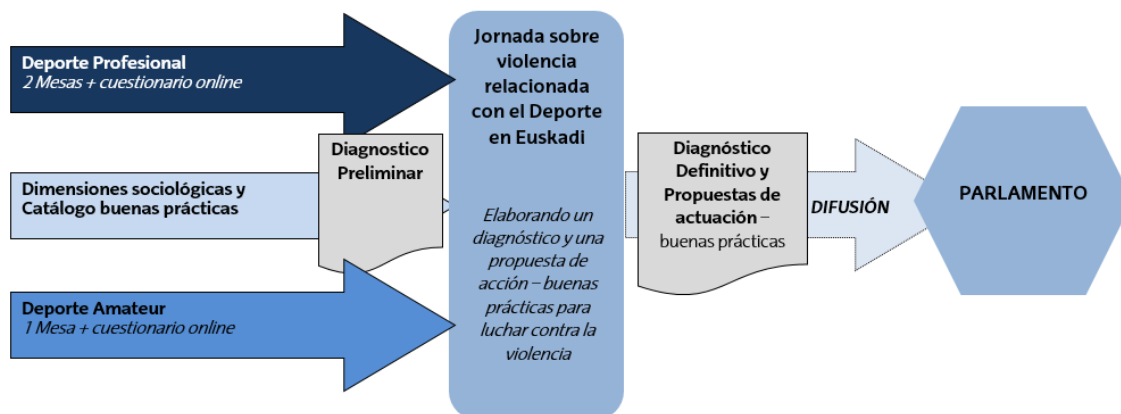 Deporte Profesional
2 Mesas + cuestionario online
Diagnostico
Preliminar
Dimensiones sociológicas y
Catálogo buenas prácticas
Deporte Amateur
1 Mesa + cuestionario online
Jornada sobre
violencia
relacionada
con el Deporte
en Euskadi
Elaborando un
diagnóstico y una
propuesta de
acción – buenas
prácticas para
luchar contra la
violencia
Diagnóstico
Definitivo y
Propuestas de
actuación –
buenas prácticas
DIFUSIÓN
PARLAMENTO